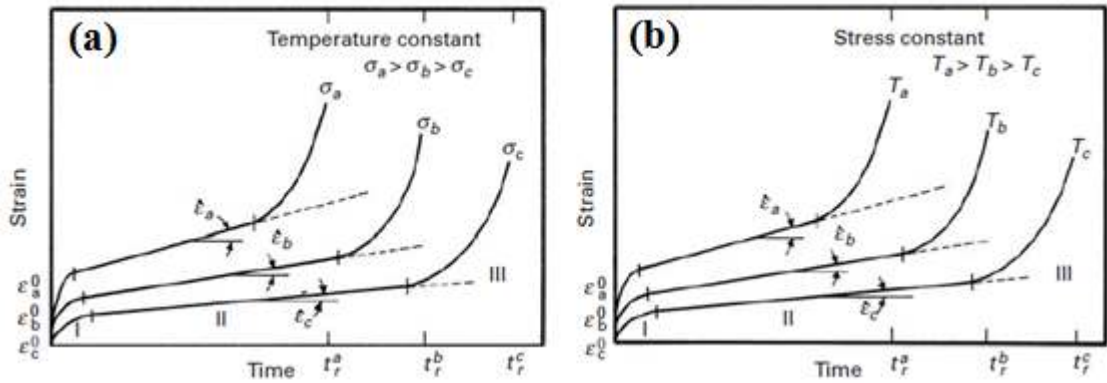 (a)
Temperature constant
σa > σb > σc
σa
σb
σc
Strain
ε̇a
ε̇b
ε̇c
εa⁰
εb⁰
εc⁰
I
II
III
Time
trᵃ
trᵇ
trᶜ
(b)
Stress constant
Ta > Tb > Tc
Ta
Tb
Tc
Strain
ε̇a
ε̇b
ε̇c
εa⁰
εb⁰
εc⁰
I
II
III
Time
trᵃ
trᵇ
trᶜ